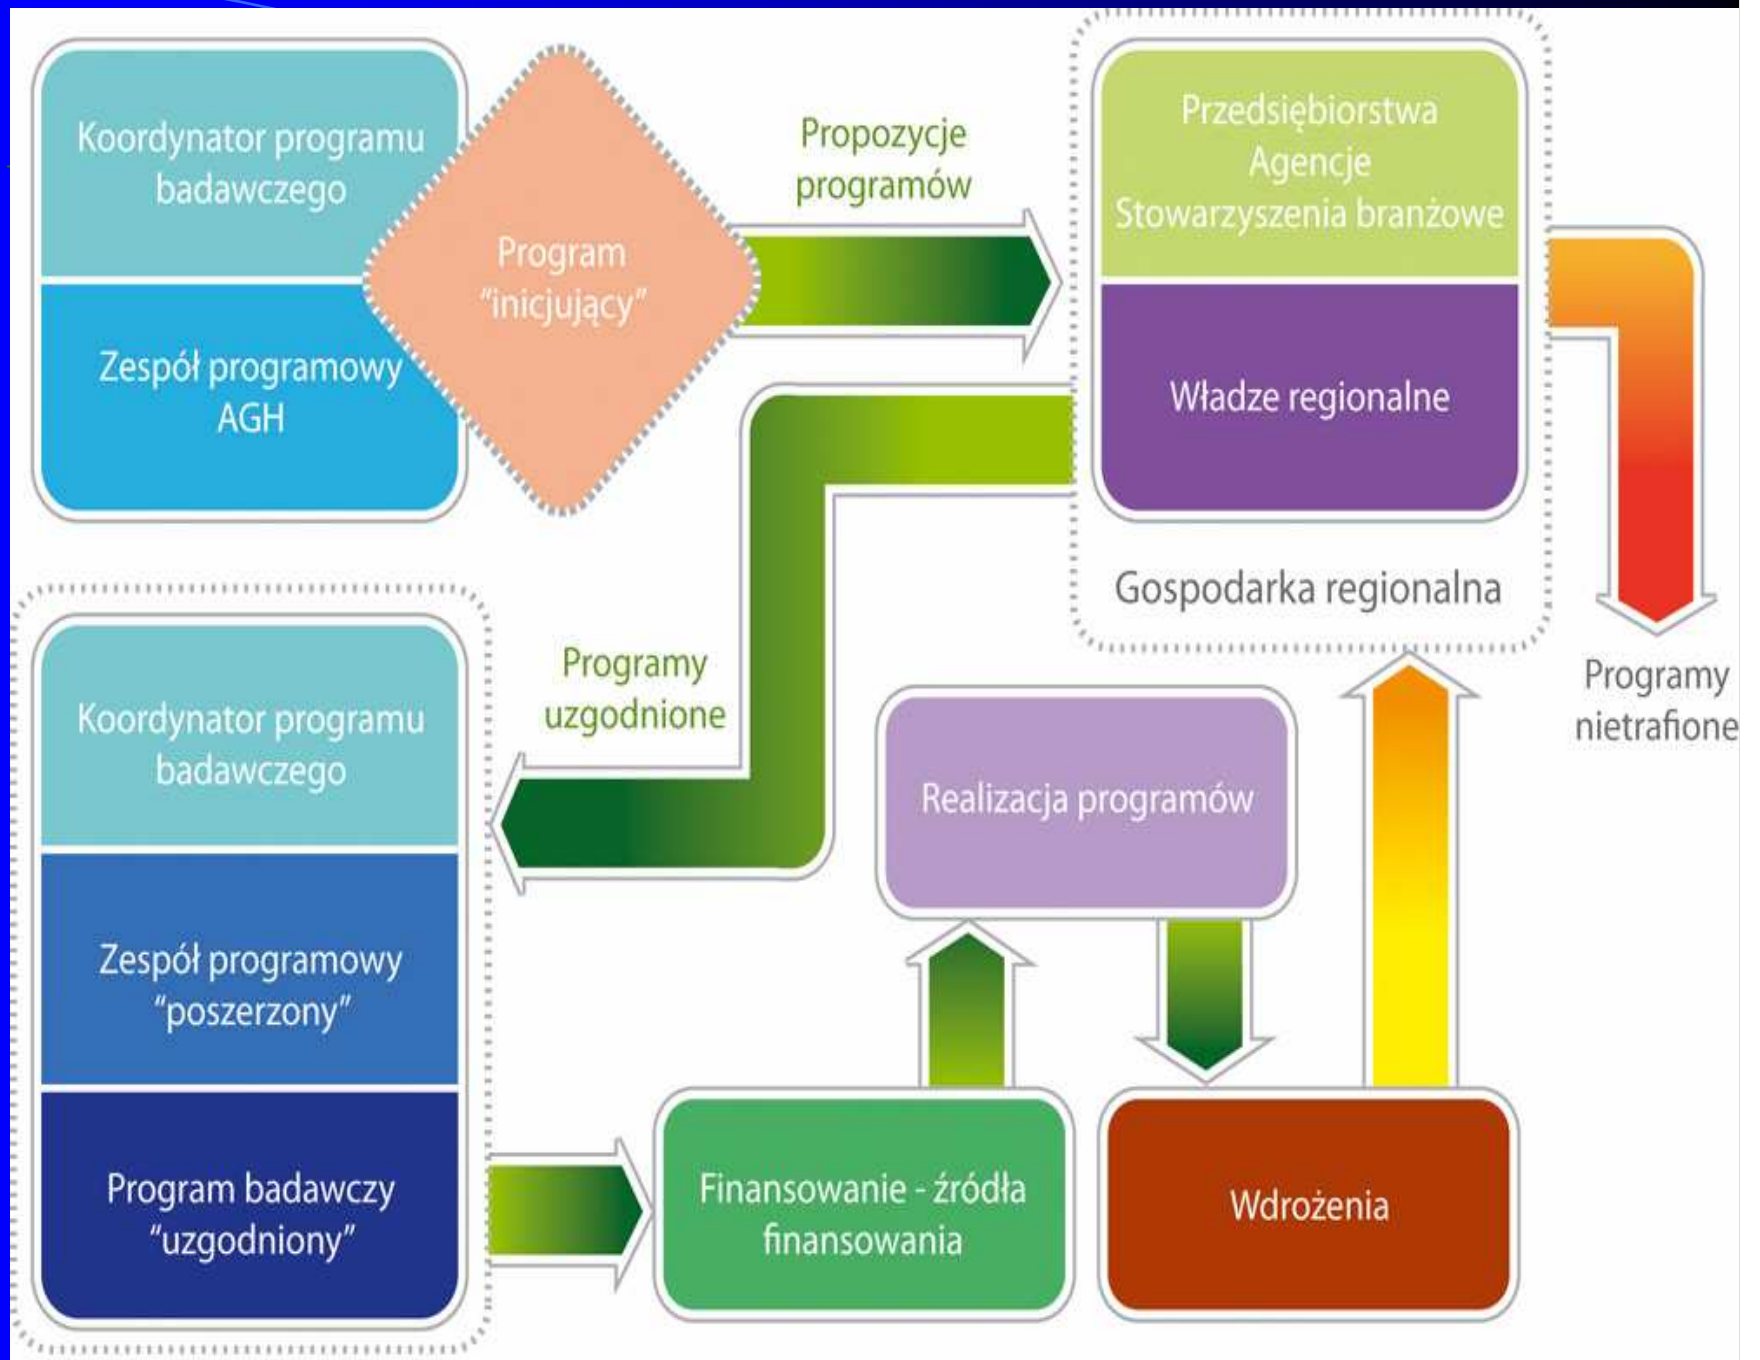 Koordynator programu
badawczego
Zespół programowy
AGH
Program
“inicjujący”
Propozycje
programów
Przedsiębiorstwa
Agencje
Stowarzyszenia branżowe
Władze regionalne
Gospodarka regionalna
Programy
nietrafione
Programy
uzgodnione
Koordynator programu
badawczego
Zespół programowy
“poszerzony”
Program badawczy
“uzgodniony”
Finansowanie - źródła
finansowania
Realizacja programów
Wdrożenia